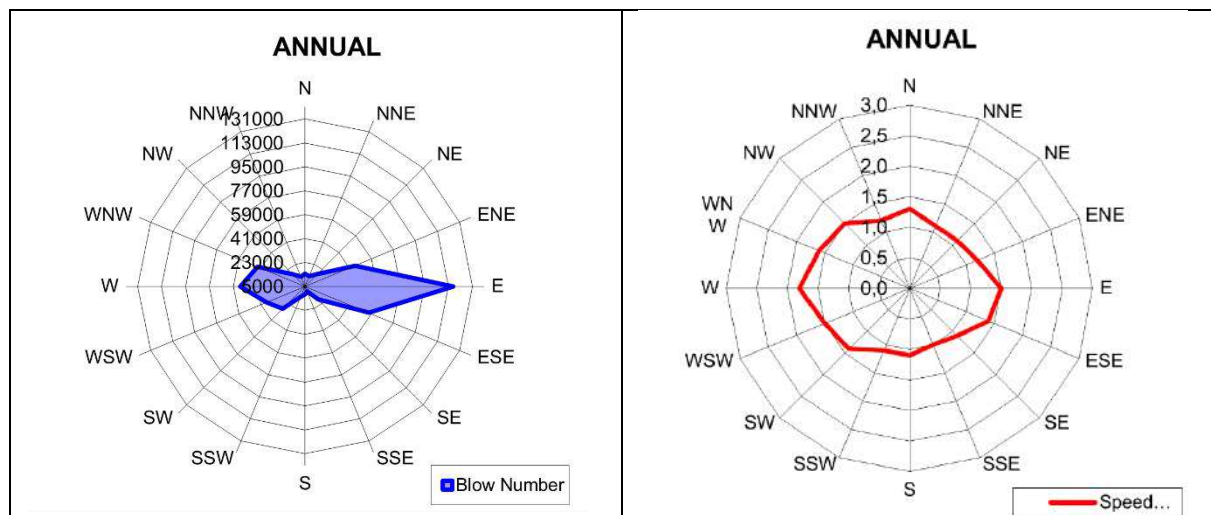 ANNUAL
N
NNE
NE
ENE
E
ESE
SE
SSE
S
SSW
SW
WSW
W
WNW
NW
NNW
131000
113000
95000
77000
59000
41000
23000
5000
Blow Number
ANNUAL
N
NNE
NE
ENE
E
ESE
SE
SSE
S
SSW
SW
WSW
W
WN
W
NW
NNW
3,0
2,5
2,0
1,5
1,0
0,5
0,0
Speed…